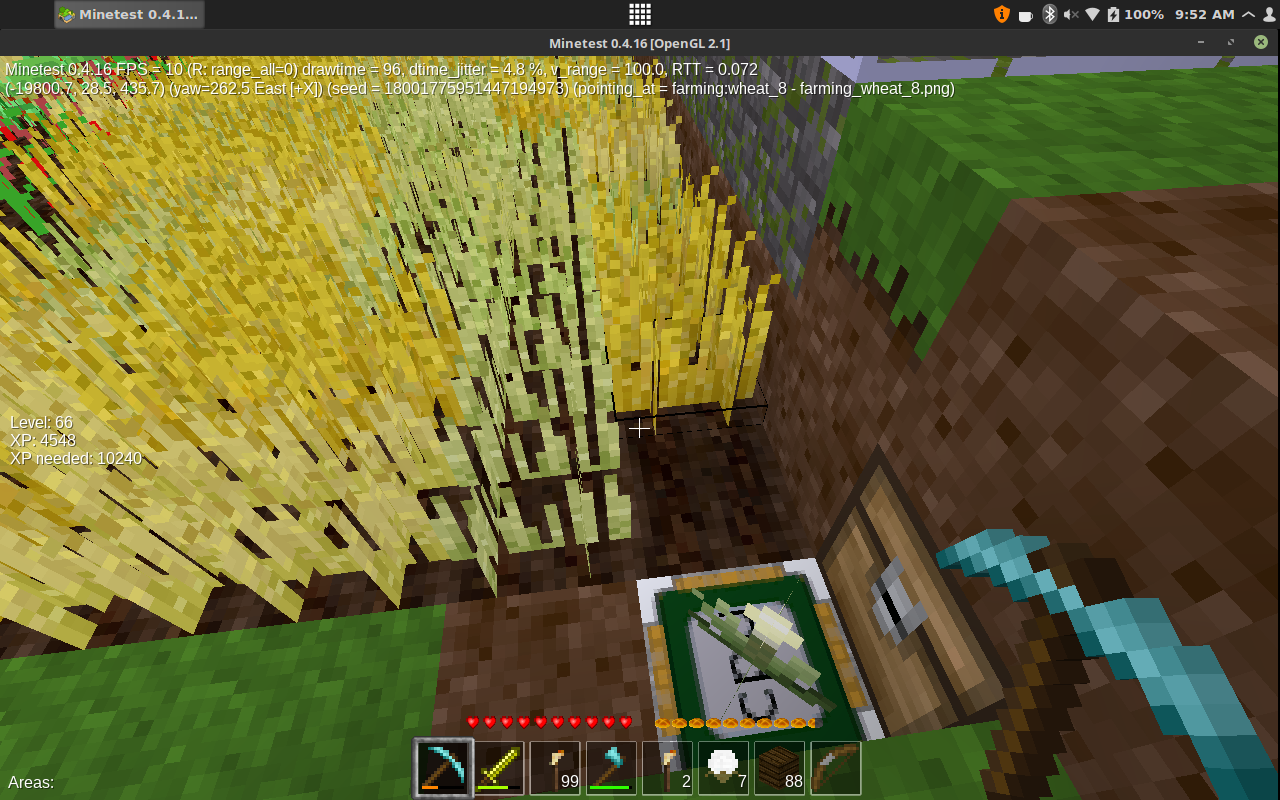 Minetest 0.4.1...
100%
9:52 AM
Minetest 0.4.16 [OpenGL 2.1]
Minetest 0.4.16 FPS = 10 (R: range_all=0) drawtime = 96, dtime_jitter = 4.8 %, v_range = 100.0, RTT = 0.072
(-19800.7, 28.5, 435.7) (yaw=262.5 East [+X]) (seed = 18001775951447194973) (pointing_at = farming:wheat_8 - farming_wheat_8.png)
Level: 66
XP: 4548
XP needed: 10240
99
2
7
88
Areas: